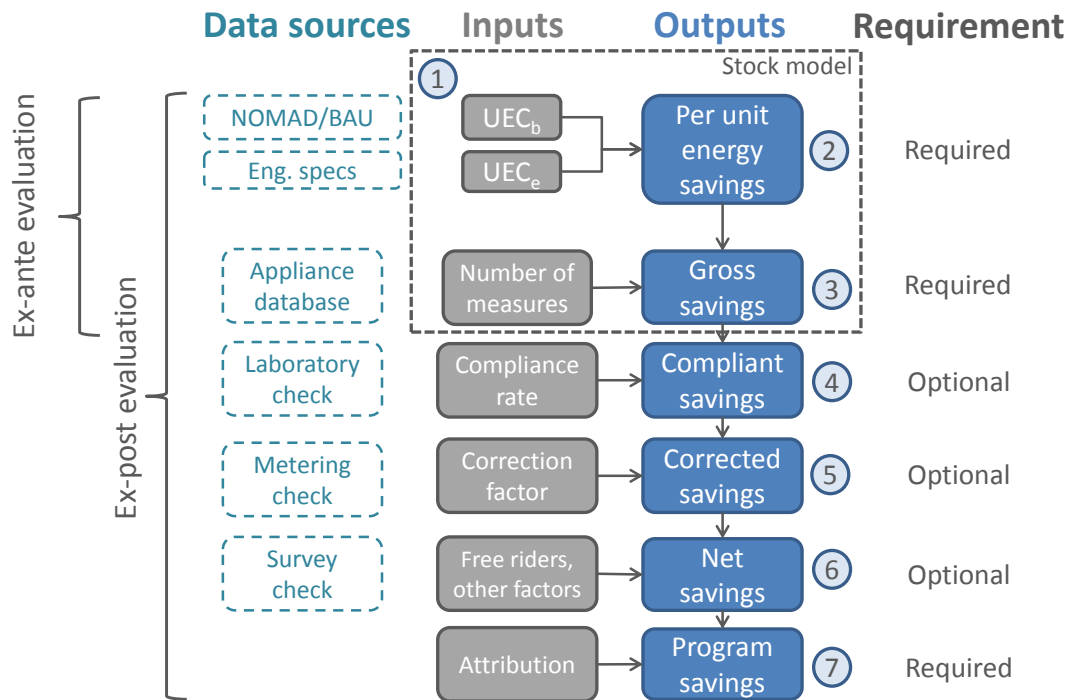 Data sources Inputs Outputs Requirement
Stock model
1
NOMAD/BAU
Eng. specs
UEC_b
UEC_e
Per unit
energy
savings
2
Required
Appliance
database
Number of
measures
Gross
savings
3
Required
Laboratory
check
Compliance
rate
Compliant
savings
4
Optional
Metering
check
Correction
factor
Corrected
savings
5
Optional
Survey
check
Free riders,
other factors
Net
savings
6
Optional
Attribution
Program
savings
7
Required
Ex-ante evaluation
Ex-post evaluation